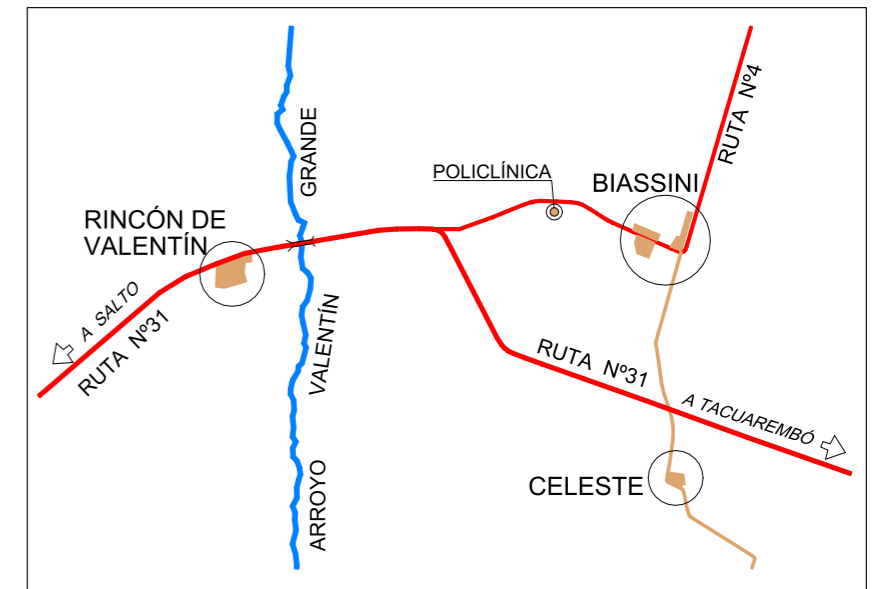 RUTA Nº4
GRANDE
POLICLÍNICA
BIASSINI
RINCÓN DE
VALENTÍN
A SALTO
RUTA Nº31
VALENTÍN
RUTA Nº31
A TACUAREMBÓ
CELESTE
ARROYO